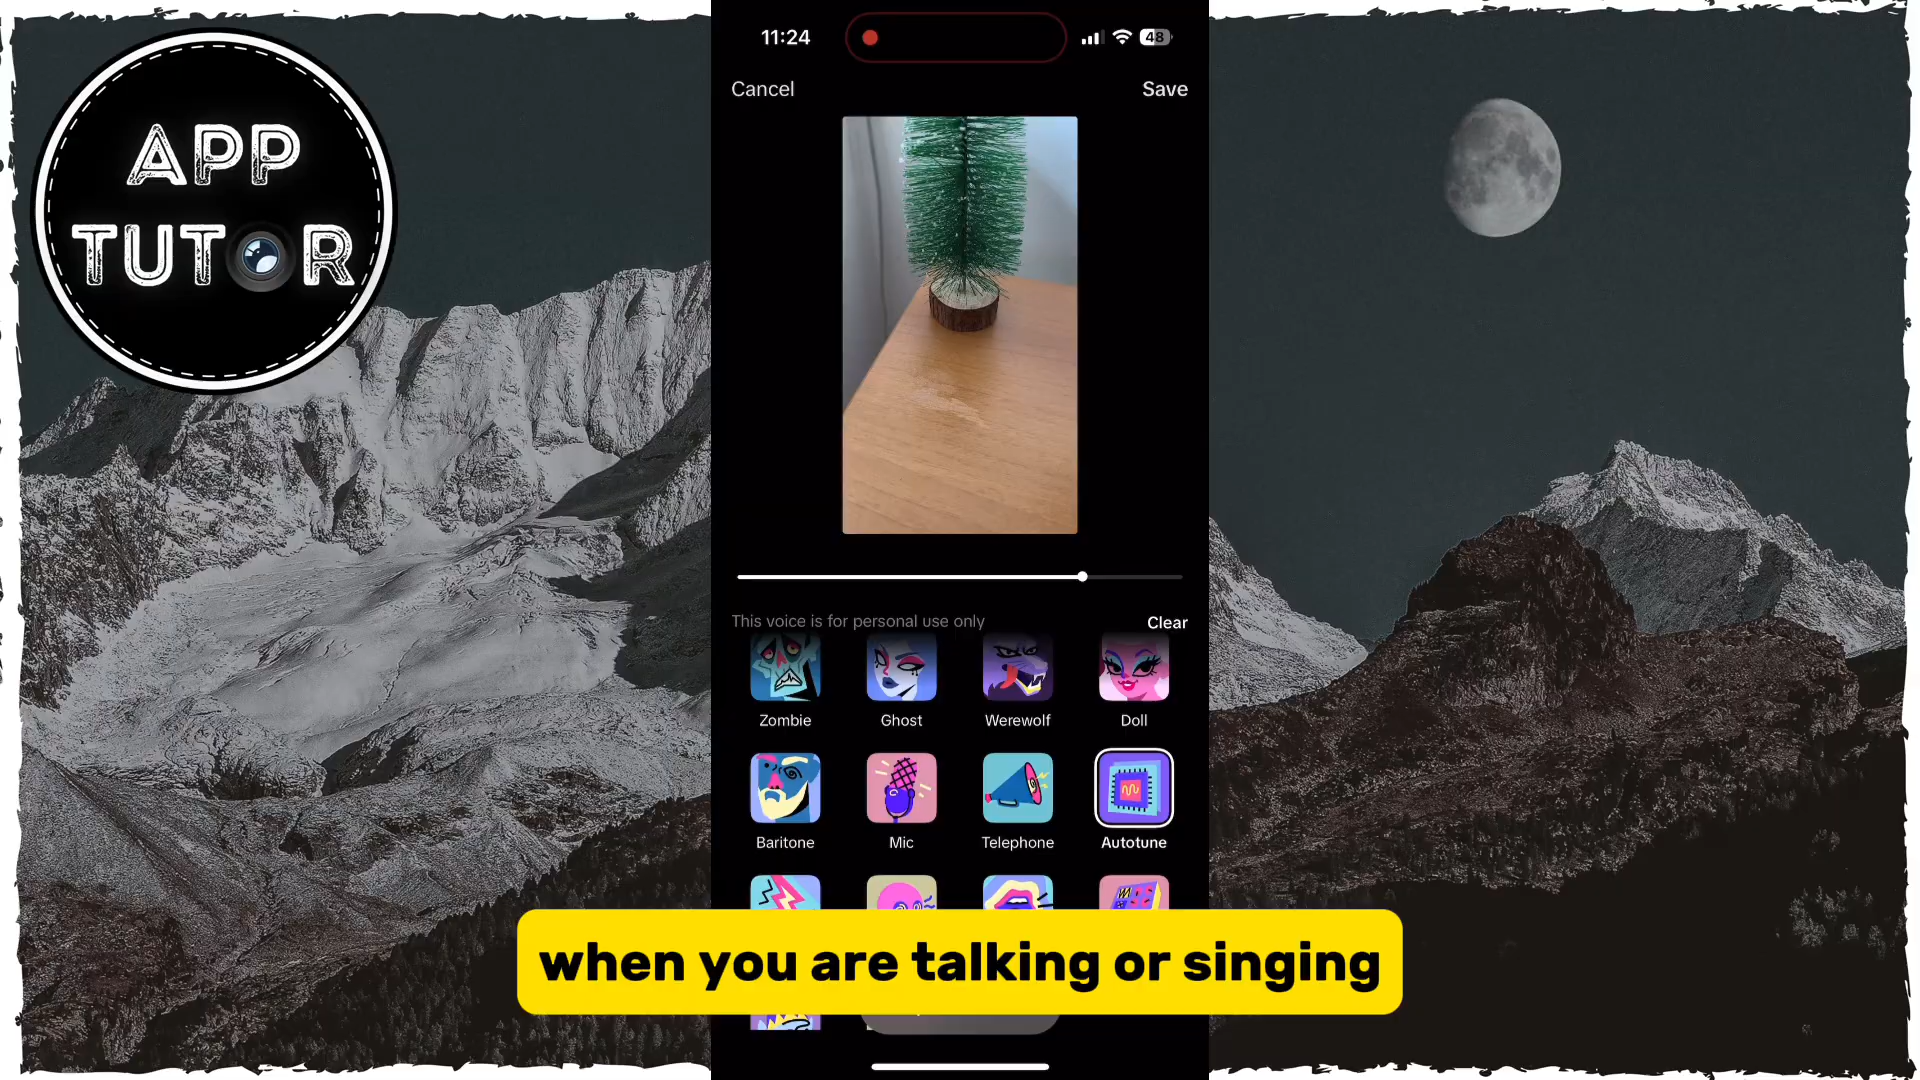 APP
TUTOR
11:24
48
Cancel
Save
This voice is for personal use only
Clear
Zombie
Ghost
Werewolf
Doll
Baritone
Mic
Telephone
Autotune
when you are talking or singing